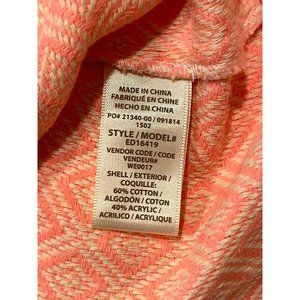 MADE IN CHINA
FABRIQUÉ EN CHINE
HECHO EN CHINA
PO# 21340-00 / 091814
1502
STYLE / MODEL#
ED16419
VENDOR CODE / CODE
VENDEUR#
WE0017
SHELL / EXTERIOR /
COQUILLE:
60% COTTON /
ALGODÓN / COTON
40% ACRYLIC /
ACRILICO / ACRYLIQUE